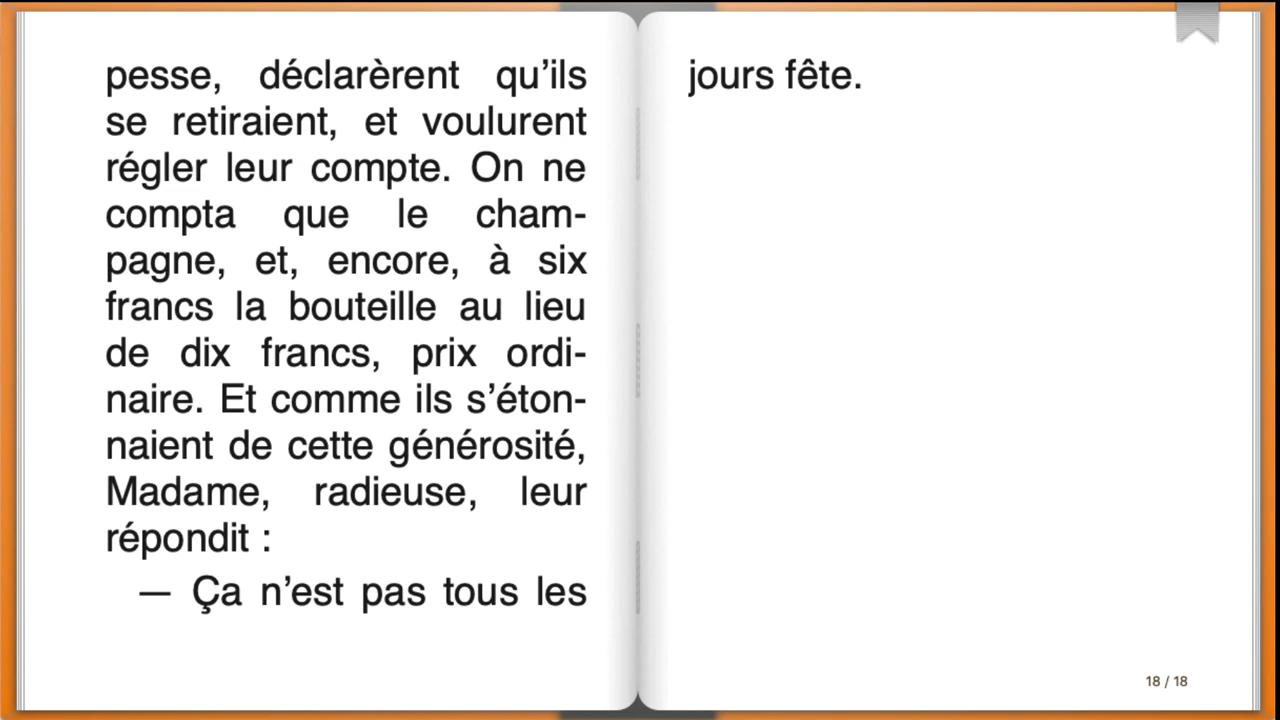 pesse, déclarèrent qu’ils
se retiraient, et voulurent
régler leur compte. On ne
compta que le cham-
pagne, et, encore, à six
francs la bouteille au lieu
de dix francs, prix ordi-
naire. Et comme ils s’éton-
naient de cette générosité,
Madame, radieuse, leur
répondit :
— Ça n’est pas tous les
jours fête.
18 / 18